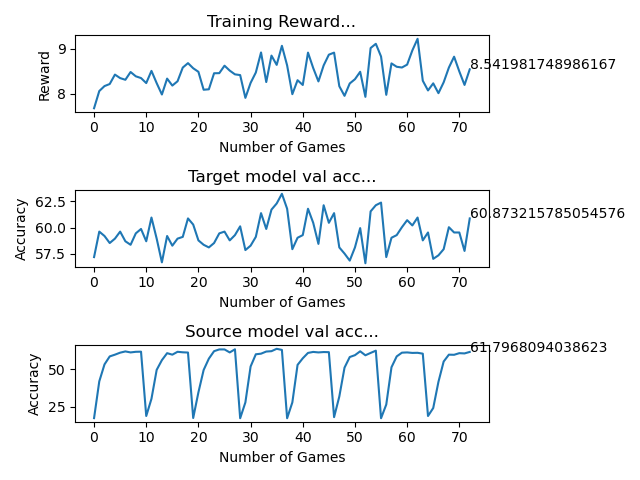 Training Reward...
Reward
9
8
8.541981748986167
0 10 20 30 40 50 60 70
Number of Games
Target model val acc...
Accuracy
62.5
60.0
57.5
60.873215785054576
0 10 20 30 40 50 60 70
Number of Games
Source model val acc...
Accuracy
50
25
61.7968094038623
0 10 20 30 40 50 60 70
Number of Games